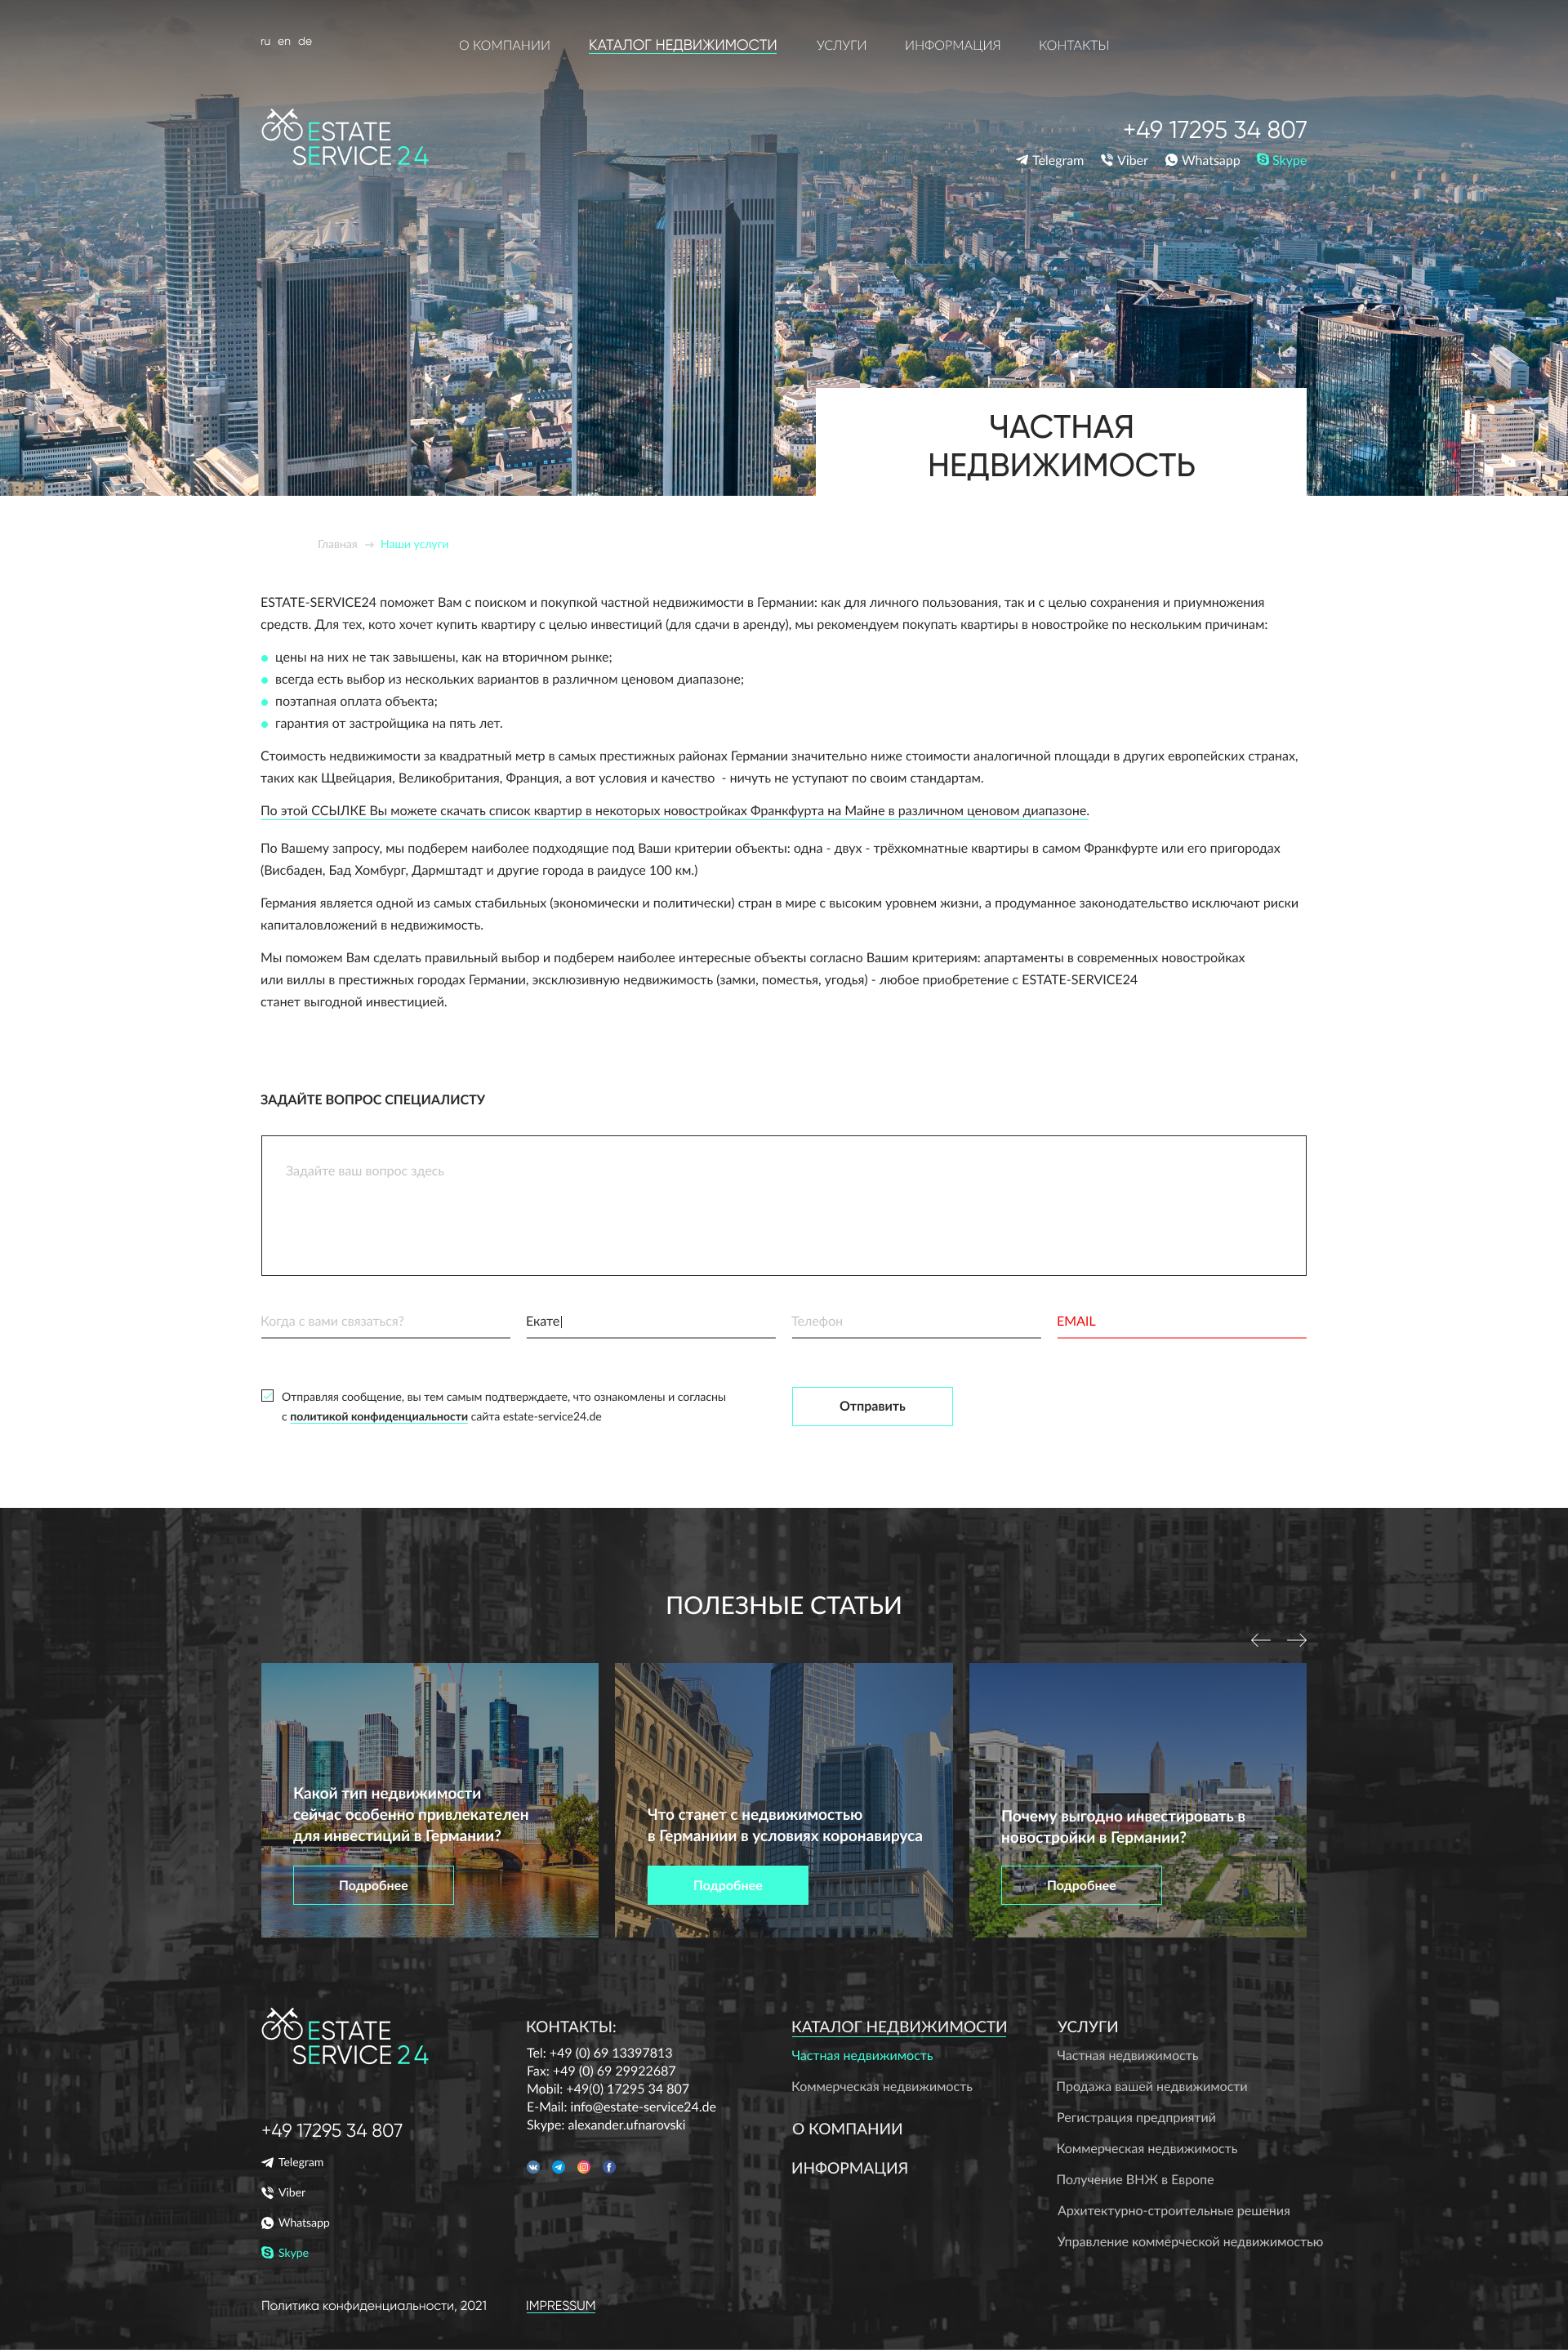 ru en de
О КОМПАНИИ
КАТАЛОГ НЕДВИЖИМОСТИ
УСЛУГИ
ИНФОРМАЦИЯ
КОНТАКТЫ
ESTATE
SERVICE 24
+49 17295 34 807
Telegram
Viber
Whatsapp
Skype
ЧАСТНАЯ
НЕДВИЖИМОСТЬ
Главная → Наши услуги
ESTATE-SERVICE24 поможет Вам с поиском и покупкой частной недвижимости в Германии: как для личного пользования, так и с целью сохранения и приумножения
средств. Для тех, кото хочет купить квартиру с целью инвестиций (для сдачи в аренду), мы рекомендуем покупать квартиры в новостройке по нескольким причинам:
цены на них не так завышены, как на вторичном рынке;
всегда есть выбор из нескольких вариантов в различном ценовом диапазоне;
поэтапная оплата объекта;
гарантия от застройщика на пять лет.
Стоимость недвижимости за квадратный метр в самых престижных районах Германии значительно ниже стоимости аналогичной площади в других европейских странах,
таких как Щвейцария, Великобритания, Франция, а вот условия и качество - ничуть не уступают по своим стандартам.
По этой ССЫЛКЕ Вы можете скачать список квартир в некоторых новостройках Франкфурта на Майне в различном ценовом диапазоне.
По Вашему запросу, мы подберем наиболее подходящие под Ваши критерии объекты: одна - двух - трёхкомнатные квартиры в самом Франкфурте или его пригородах
(Висбаден, Бад Хомбург, Дармштадт и другие города в раидусе 100 км.)
Германия является одной из самых стабильных (экономически и политически) стран в мире с высоким уровнем жизни, а продуманное законодательство исключают риски
капиталовложений в недвижимость.
Мы поможем Вам сделать правильный выбор и подберем наиболее интересные объекты согласно Вашим критериям: апартаменты в современных новостройках
или виллы в престижных городах Германии, эксклюзивную недвижимость (замки, поместья, угодья) - любое приобретение с ESTATE-SERVICE24
станет выгодной инвестицией.
ЗАДАЙТЕ ВОПРОС СПЕЦИАЛИСТУ
Задайте ваш вопрос здесь
Когда с вами связаться?
Екате
Телефон
EMAIL
Отправляя сообщение, вы тем самым подтверждаете, что ознакомлены и согласны
с политикой конфиденциальности сайта estate-service24.de
Отправить
ПОЛЕЗНЫЕ СТАТЬИ
Какой тип недвижимости
сейчас особенно привлекателен
для инвестиций в Германии?
Подробнее
Что станет с недвижимостью
в Германиии в условиях коронавируса
Подробнее
Почему выгодно инвестировать в
новостройки в Германии?
Подробнее
ESTATE
SERVICE 24
+49 17295 34 807
Telegram
Viber
Whatsapp
Skype
КОНТАКТЫ:
Tel: +49 (0) 69 13397813
Fax: +49 (0) 69 29922687
Mobil: +49(0) 17295 34 807
E-Mail: info@estate-service24.de
Skype: alexander.ufnarovski
КАТАЛОГ НЕДВИЖИМОСТИ
Частная недвижимость
Коммерческая недвижимость
О КОМПАНИИ
ИНФОРМАЦИЯ
УСЛУГИ
Частная недвижимость
Продажа вашей недвижимости
Регистрация предприятий
Коммерческая недвижимость
Получение ВНЖ в Европе
Архитектурно-строительные решения
Управление коммерческой недвижимостью
Политика конфиденциальности, 2021
IMPRESSUM